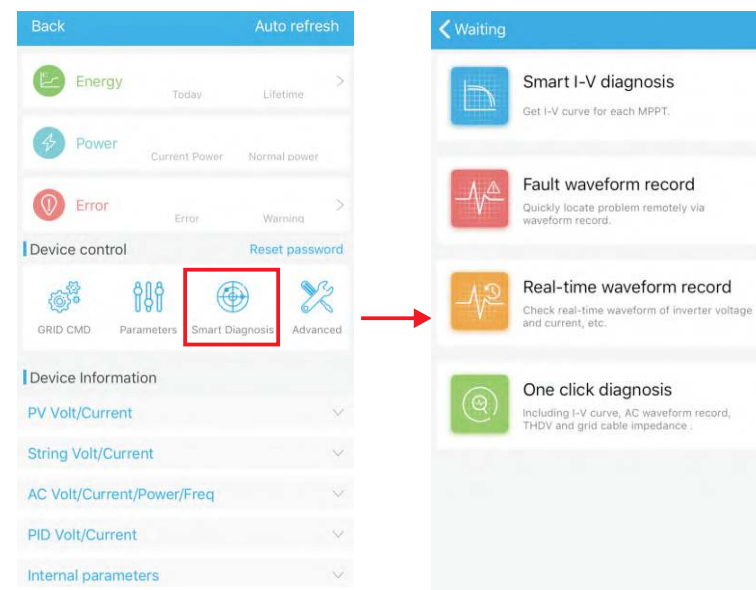 Back
Auto refresh
Energy
Today
Lifetime
Power
Current Power
Normal power
Error
Error
Warning
Device control
Reset password
GRID CMD
Parameters
Smart Diagnosis
Advanced
Device Information
PV Volt/Current
String Volt/Current
AC Volt/Current/Power/Freq
PID Volt/Current
Internal parameters
Waiting
Smart I-V diagnosis
Get I-V curve for each MPPT.
Fault waveform record
Quickly locate problem remotely via
waveform record.
Real-time waveform record
Check real-time waveform of inverter voltage
and current, etc.
One click diagnosis
Including I-V curve, AC waveform record,
THDV and grid cable impedance .